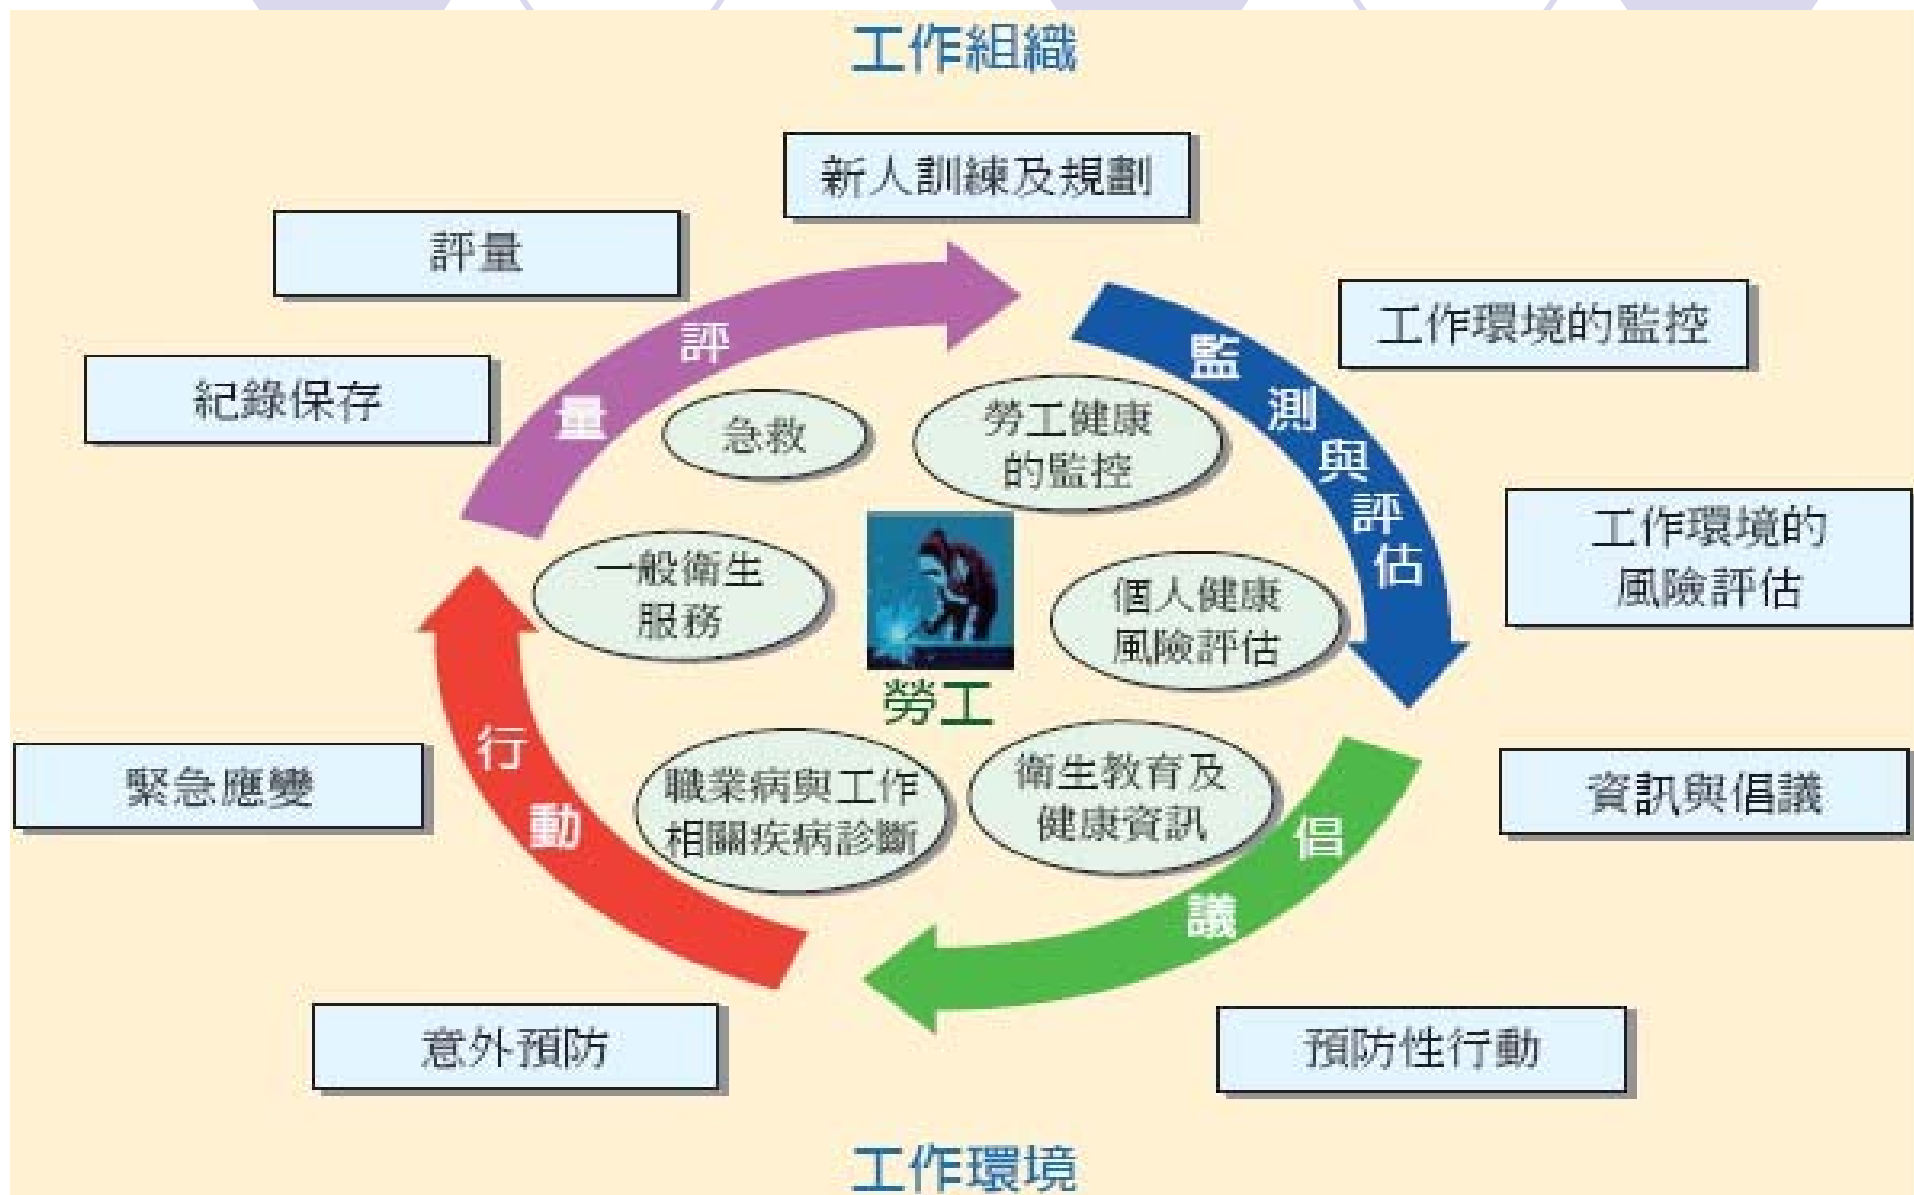 工作組織
新人訓練及規劃
評量
工作環境的監控
紀錄保存
評量
監測與評估
急救
勞工健康
的監控
工作環境的
風險評估
一般衛生
服務
個人健康
風險評估
勞工
行動
緊急應變
職業病與工作
相關疾病診斷
衛生教育及
健康資訊
倡議
資訊與倡議
意外預防
預防性行動
工作環境